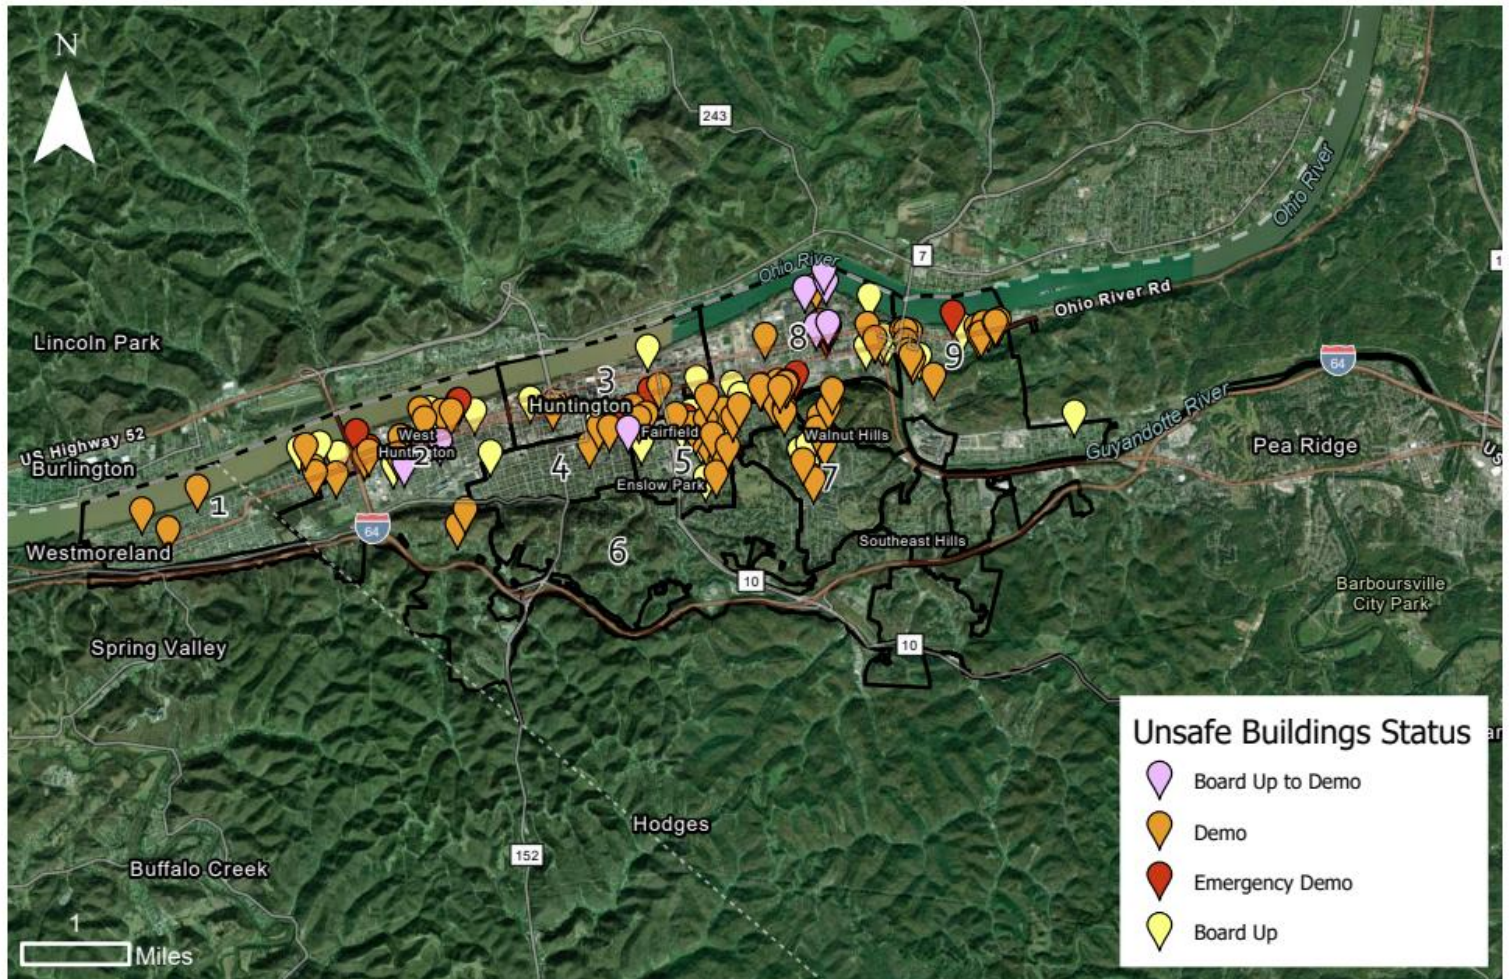 N
243
Ohio River
Ohio River
7
Ohio River Rd
Lincoln Park
64
8
9
3
US Highway 52
Huntington
Burlington
West
Huntington
2
Fairfield
Walnut Hills
Guyandotte River
Pea Ridge
US
4
5
7
Enslow Park
1
64
Westmoreland
6
Southeast Hills
10
Barboursville
City Park
Spring Valley
10
Unsafe Buildings Status
Board Up to Demo
Demo
Emergency Demo
Board Up
Hodges
152
Buffalo Creek
1
Miles